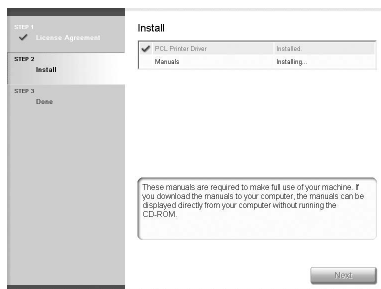 STEP 1
License Agreement
STEP 2
Install
STEP 3
Done
Install
PCL Printer Driver Installed.
Manuals Installing...
These manuals are required to make full use of your machine. If
you download the manuals to your computer, the manuals can be
displayed directly from your computer without running the
CD-ROM.
Next